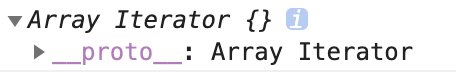 ▼Array Iterator {} i
▶__proto__: Array Iterator